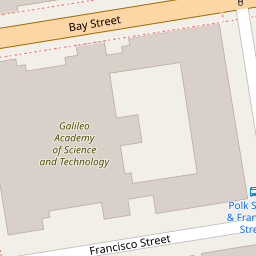 Bay Street
Galileo
Academy
of Science
and Technology
Polk S
& Fran
Stre
Francisco Street